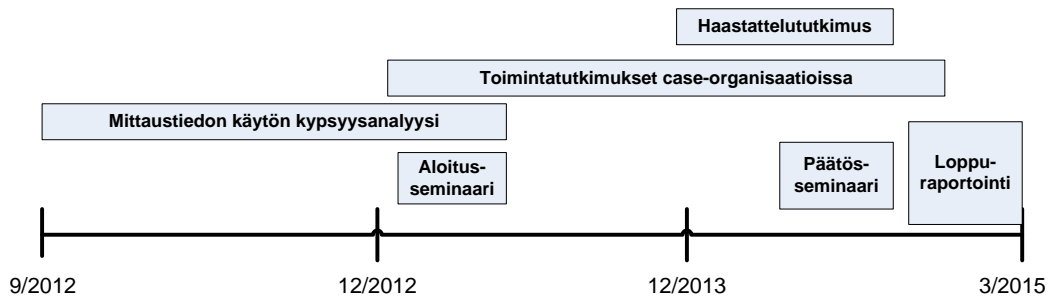 Haastattelututkimus
Toimintatutkimukset case-organisaatioissa
Mittaustiedon käytön kypsyysanalyysi
Aloitus-
seminaari
Päätös-
seminaari
Loppu-
raportointi
9/2012
12/2012
12/2013
3/2015